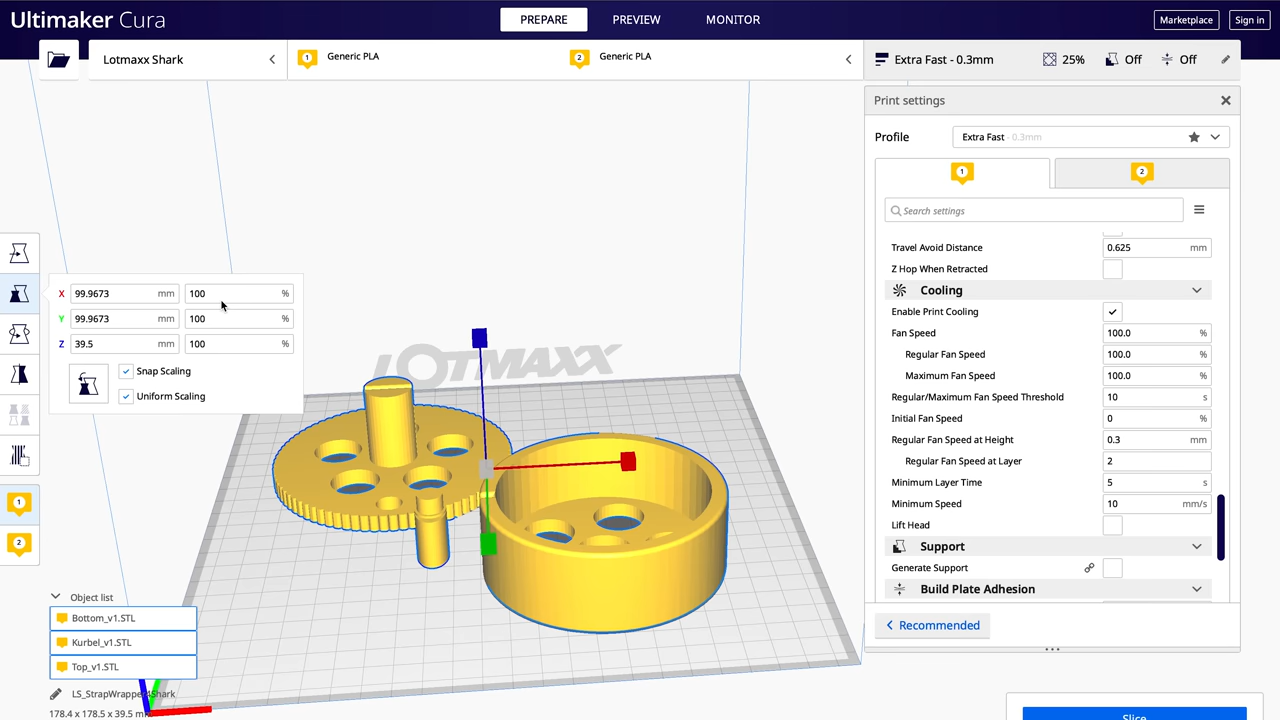 Ultimaker Cura
PREPARE
PREVIEW
MONITOR
Marketplace
Sign in
Lotmaxx Shark
1
Generic PLA
2
Generic PLA
Extra Fast - 0.3mm
25%
Off
Off
Print settings
Profile
Extra Fast - 0.3mm
1
2
Search settings
Travel Avoid Distance 0.625 mm
Z Hop When Retracted
Cooling
Enable Print Cooling
Fan Speed 100.0 %
Regular Fan Speed 100.0 %
Maximum Fan Speed 100.0 %
Regular/Maximum Fan Speed Threshold 10 s
Initial Fan Speed 0 %
Regular Fan Speed at Height 0.3 mm
Regular Fan Speed at Layer 2
Minimum Layer Time 5 s
Minimum Speed 10 mm/s
Lift Head
Support
Generate Support
Build Plate Adhesion
Recommended
Slice
X 99.9673 mm 100 %
Y 99.9673 mm 100 %
Z 39.5 mm 100 %
Snap Scaling
Uniform Scaling
LOTMAXX
1
2
Object list
Bottom_v1.STL
Kurbel_v1.STL
Top_v1.STL
LS_StrapWrapper4Shark
178.4 x 178.5 x 39.5 mm